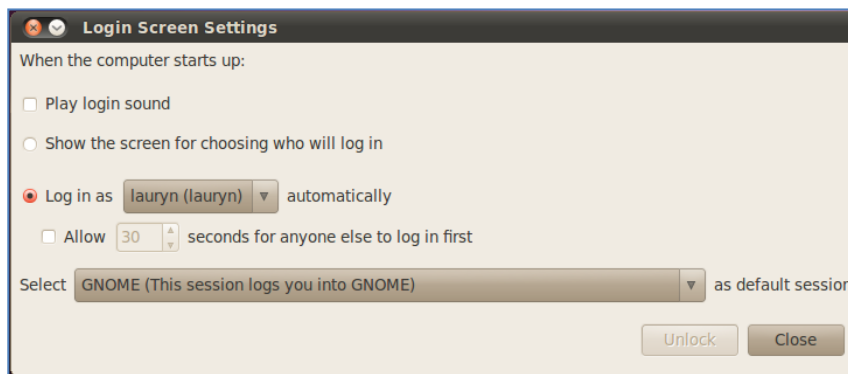 Login Screen Settings
When the computer starts up:
Play login sound
Show the screen for choosing who will log in
Log in as lauryn (lauryn) automatically
Allow 30 seconds for anyone else to log in first
Select GNOME (This session logs you into GNOME) as default session
Unlock Close